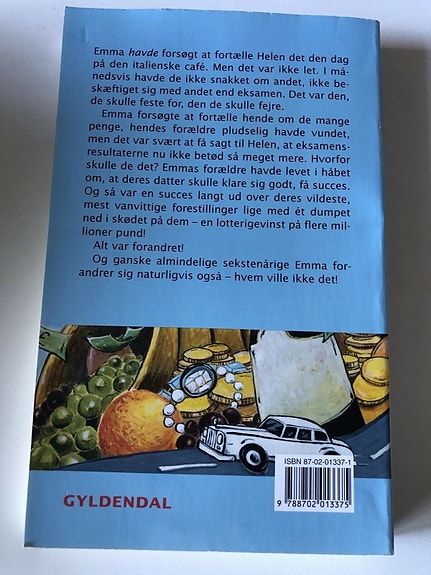 Emma havde forsøgt at fortælle Helen det den dag
på den italienske café. Men det var ikke let. I må-
nedsvis havde de ikke snakket om andet, ikke be-
skæftiget sig med andet end eksamen. Det var den,
de skulle feste for, den de skulle fejre.
Emma forsøgte at fortælle hende om de mange
penge, hendes forældre pludselig havde vundet,
men det var svært at få sagt til Helen, at eksamens-
resultaterne nu ikke betød så meget mere. Hvorfor
skulle de det? Emmas forældre havde levet i håbet
om, at deres datter skulle klare sig godt, få succes.
Og så var en succes langt ud over deres vildeste,
mest vanvittige forestillinger lige med ét dumpet
ned i skødet på dem – en lotterigevinst på flere mil-
lioner pund!
Alt var forandret!
Og ganske almindelige sekstenårige Emma for-
andrer sig naturligvis også – hvem ville ikke det!
ISBN 87-02-01337-1
9 788702 013375
GYLDENDAL